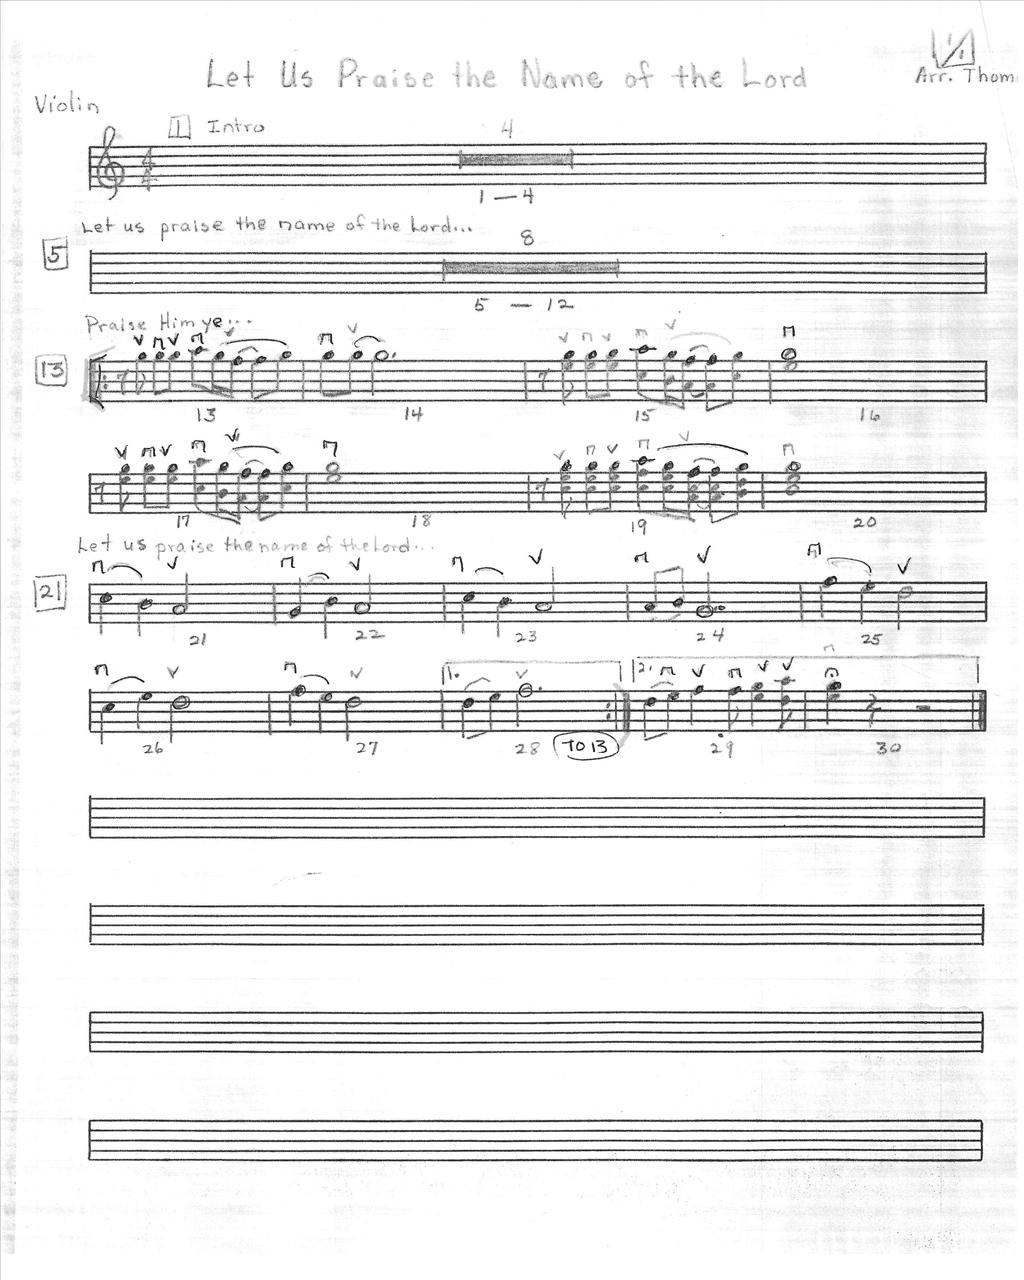 1/1
Let Us Praise the Name of the Lord
Arr. Thom
Violin
1 Intro
4
4
4
1 — 4
Let us praise the name of the Lord...
5
8
5 — 12
Praise Him ye...
13
13 14 15 16
17 18 19 20
Let us praise the name of the Lord...
21
21 22 23 24 25
1. 2.
26 27 28 TO 13 29 30